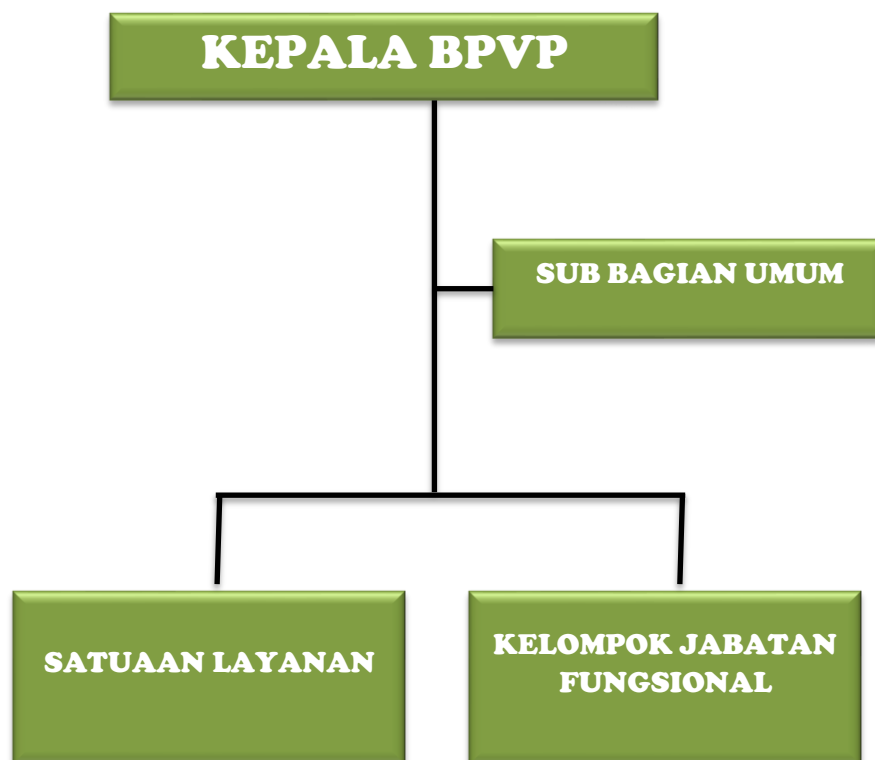 KEPALA BPVP
SUB BAGIAN UMUM
SATUAAN LAYANAN
KELOMPOK JABATAN
FUNGSIONAL